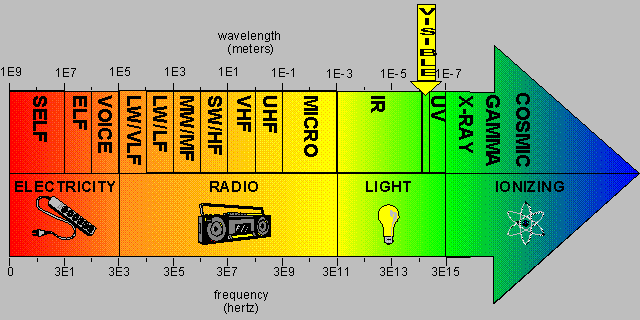 wavelength
(meters)
VISIBLE
1E9 1E7 1E5 1E3 1E1 1E-1 1E-3 1E-5 1E-7
SELF ELF VOICE LW/VLF LW/LF MW/MF SW/HF VHF UHF MICRO IR UV X-RAY GAMMA COSMIC
ELECTRICITY RADIO LIGHT IONIZING
0 3E1 3E3 3E5 3E7 3E9 3E11 3E13 3E15
frequency
(hertz)